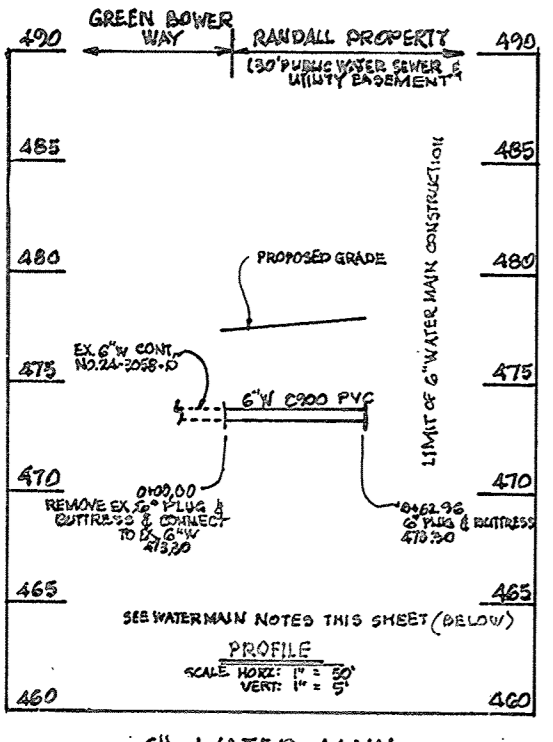 GREEN BOWER
WAY
RANDALL PROPERTY
(30' PUBLIC WATER SEWER &
UTILITY EASEMENT
490
490
485
485
480
480
475
475
470
470
465
465
460
460
LIMIT OF 6" WATER MAIN CONSTRUCTION
PROPOSED GRADE
EX. 6"W CONT.
NO. 24-3058-D
6"W C900 PVC
0+00.00
REMOVE EX. 6" PLUG &
BUTTRESS & CONNECT
TO EX. 6"W
473.30
0+62.96
6" PLUG & BUTTRESS
473.30
SEE WATERMAIN NOTES THIS SHEET (BELOW)
PROFILE
SCALE HORZ: 1" = 50'
VERT: 1" = 5'
6" WATER MAIN